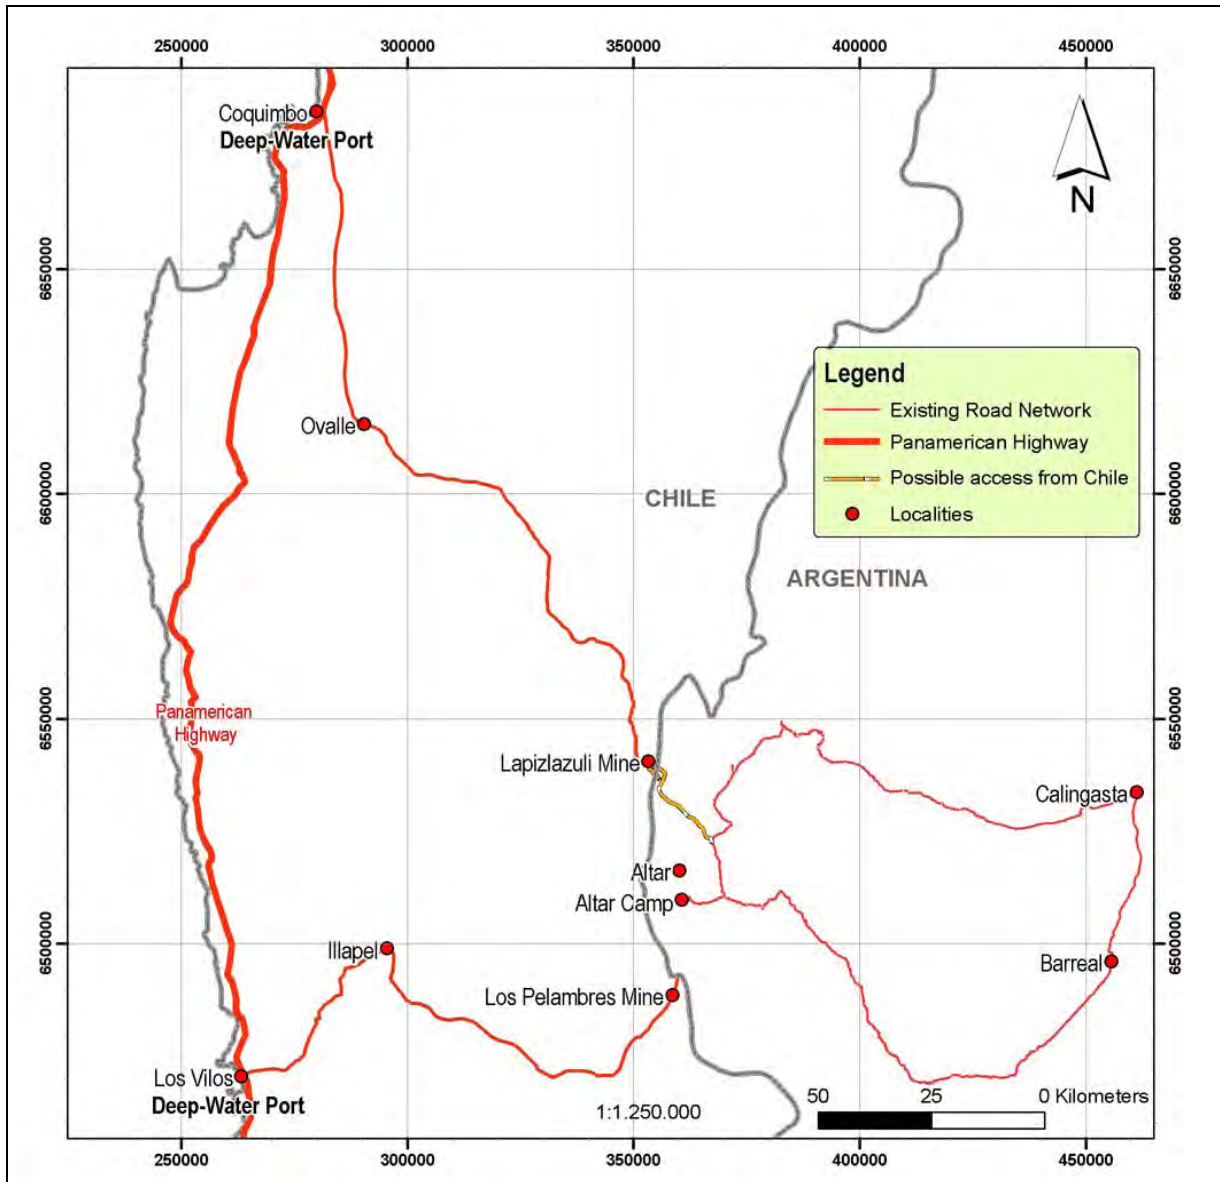 250000 300000 350000 400000 450000
Coquimbo
Deep-Water Port
N
6650000 6650000
Legend
Existing Road Network
Panamerican Highway
Possible access from Chile
Localities
Ovalle
6600000 6600000
CHILE
ARGENTINA
Panamerican
Highway
6550000 6550000
Lapizlazuli Mine
Calingasta
Altar
Altar Camp
6500000 6500000
Illapel
Barreal
Los Pelambres Mine
Los Vilos
Deep-Water Port
1:1.250.000
50 25 0 Kilometers
250000 300000 350000 400000 450000